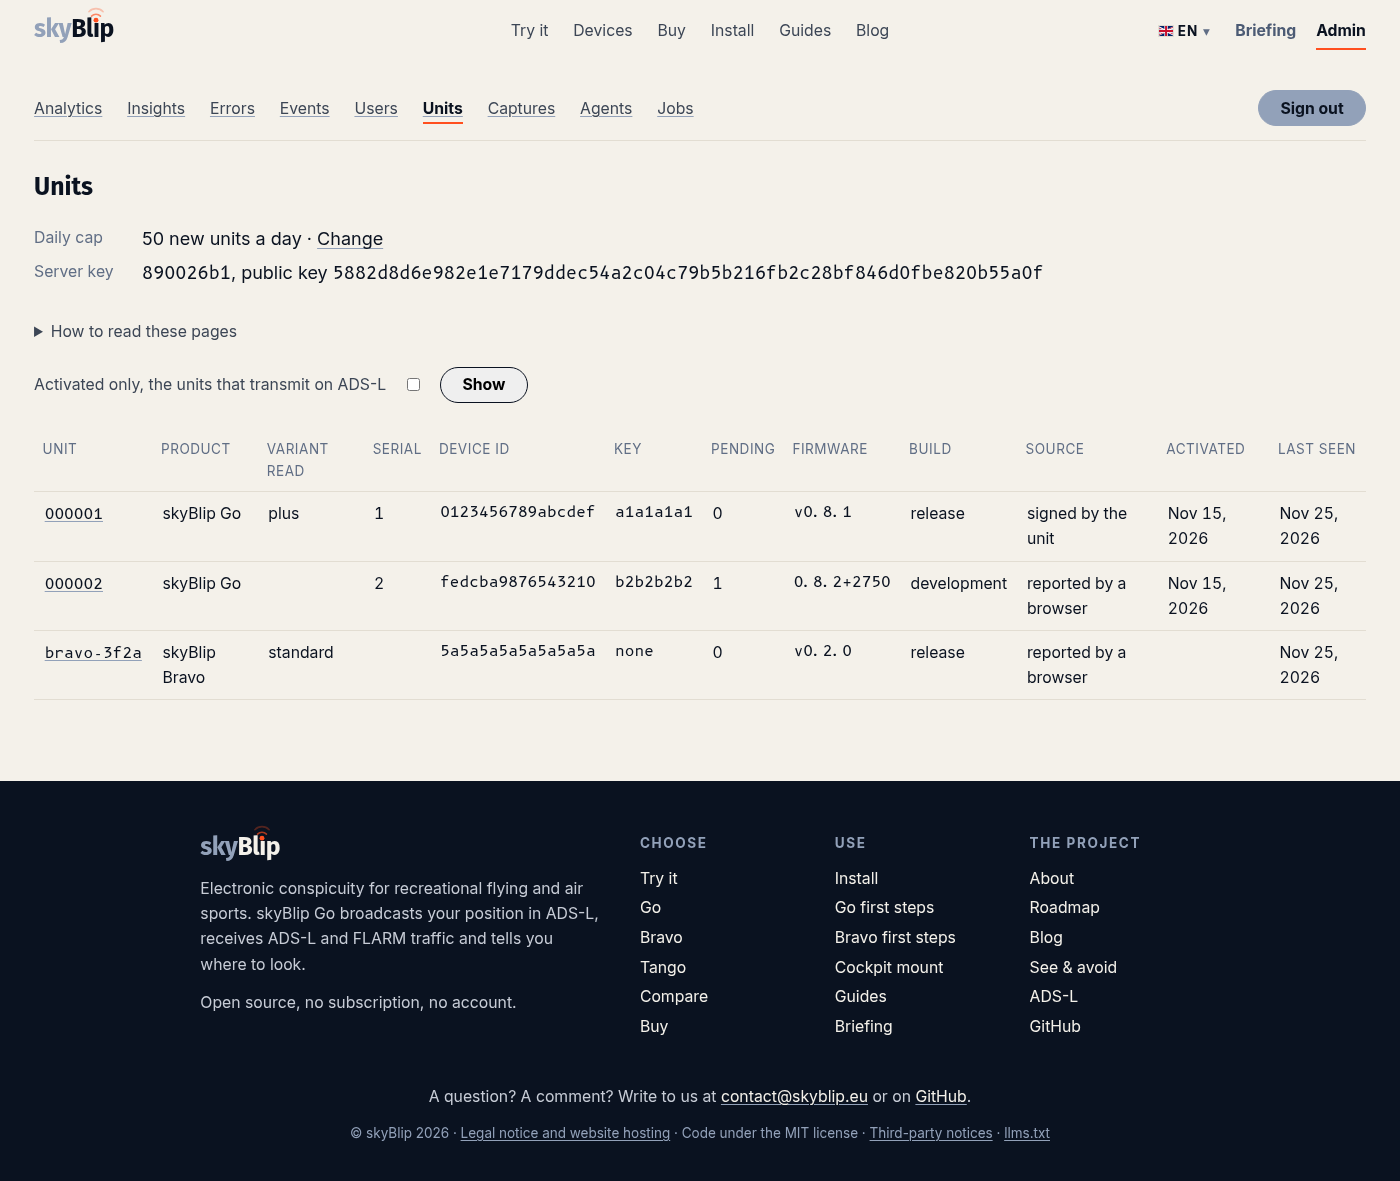 skyBlip
Try it Devices Buy Install Guides Blog
EN ▼ Briefing Admin
Analytics Insights Errors Events Users Units Captures Agents Jobs
Sign out
Units
Daily cap 50 new units a day · Change
Server key 890026b1, public key 5882d8d6e982e1e7179ddec54a2c04c79b5b216fb2c28bf846d0fbe820b55a0f
▶ How to read these pages
Activated only, the units that transmit on ADS-L Show
UNIT PRODUCT VARIANT READ SERIAL DEVICE ID KEY PENDING FIRMWARE BUILD SOURCE ACTIVATED LAST SEEN
000001 skyBlip Go plus 1 0123456789abcdef a1a1a1a1 0 v0.8.1 release signed by the unit Nov 15, 2026 Nov 25, 2026
000002 skyBlip Go 2 fedcba9876543210 b2b2b2b2 1 0.8.2+2750 development reported by a browser Nov 15, 2026 Nov 25, 2026
bravo-3f2a skyBlip Bravo standard 5a5a5a5a5a5a5a5a none 0 v0.2.0 release reported by a browser Nov 25, 2026
skyBlip
Electronic conspicuity for recreational flying and air
sports. skyBlip Go broadcasts your position in ADS-L,
receives ADS-L and FLARM traffic and tells you
where to look.
Open source, no subscription, no account.
CHOOSE
Try it
Go
Bravo
Tango
Compare
Buy
USE
Install
Go first steps
Bravo first steps
Cockpit mount
Guides
Briefing
THE PROJECT
About
Roadmap
Blog
See & avoid
ADS-L
GitHub
A question? A comment? Write to us at contact@skyblip.eu or on GitHub.
© skyBlip 2026 · Legal notice and website hosting · Code under the MIT license · Third-party notices · llms.txt